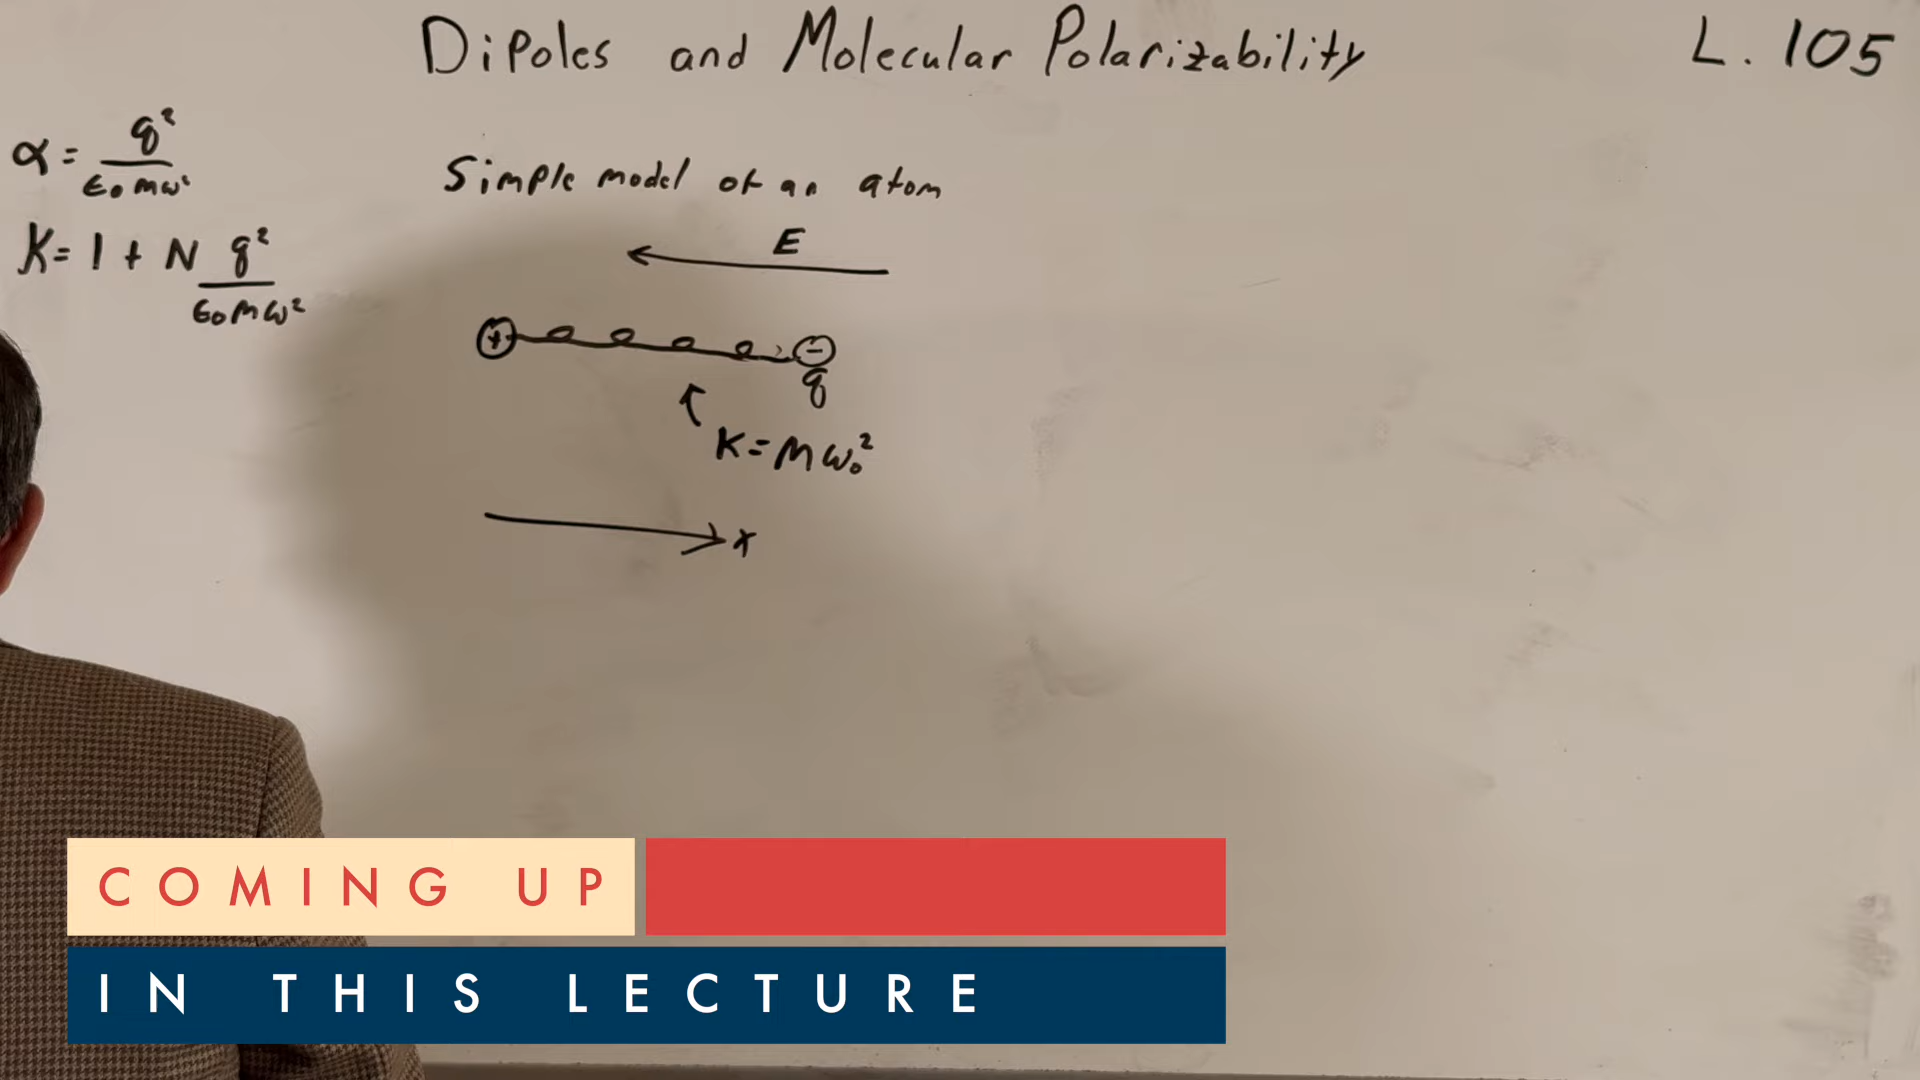 Dipoles and Molecular Polarizability
L. 105
α = q²
ε₀mω²
K = 1 + N q²
ε₀mω²
Simple model of an atom
E
+
-
q
K = mω₀²
x
COMING UP
IN THIS LECTURE